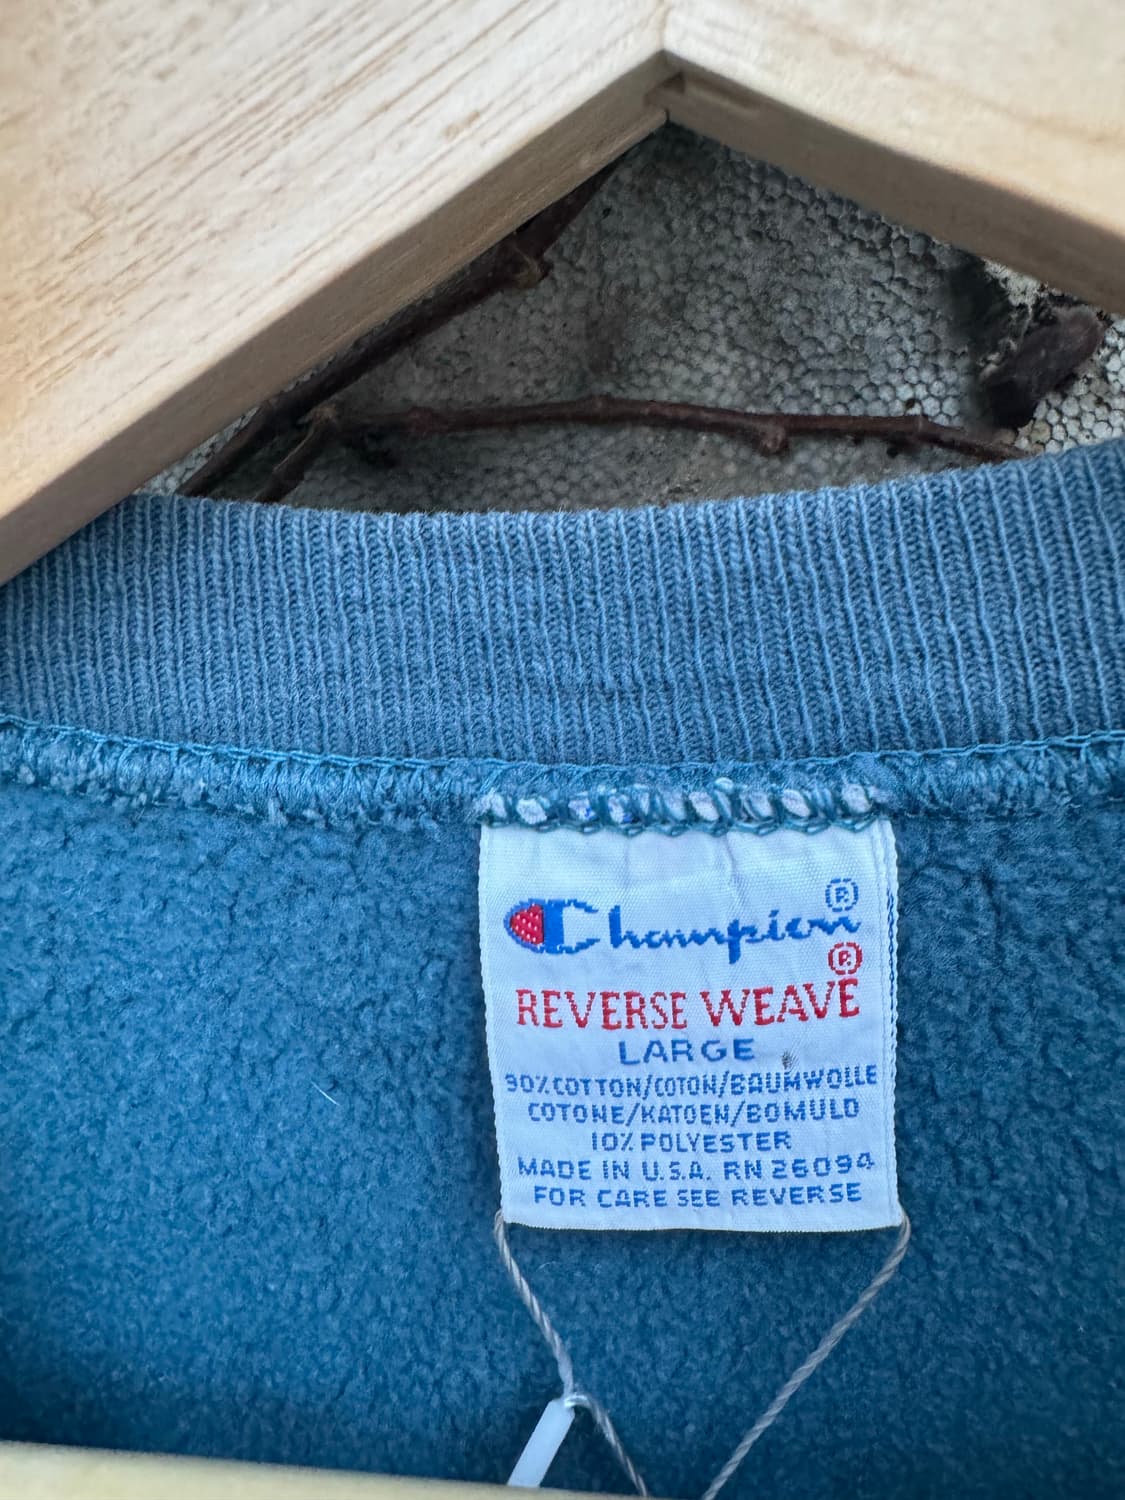 Champion®
REVERSE WEAVE®
LARGE
90% COTTON/COTON/BAUMWOLLE
COTONE/KATOEN/BOMULD
10% POLYESTER
MADE IN U.S.A. RN 26094
FOR CARE SEE REVERSE